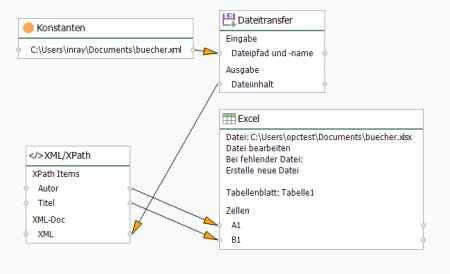 Konstanten
C:\Users\inray\Documents\buecher.xml
Dateitransfer
Eingabe
Dateipfad und -name
Ausgabe
Dateiinhalt
Excel
Datei: C:\Users\opctest\Documents\buecher.xlsx
Datei bearbeiten
Bei fehlender Datei:
Erstelle neue Datei
Tabellenblatt: Tabelle1
Zellen
A1
B1
</>XML/XPath
XPath Items
Autor
Titel
XML-Doc
XML